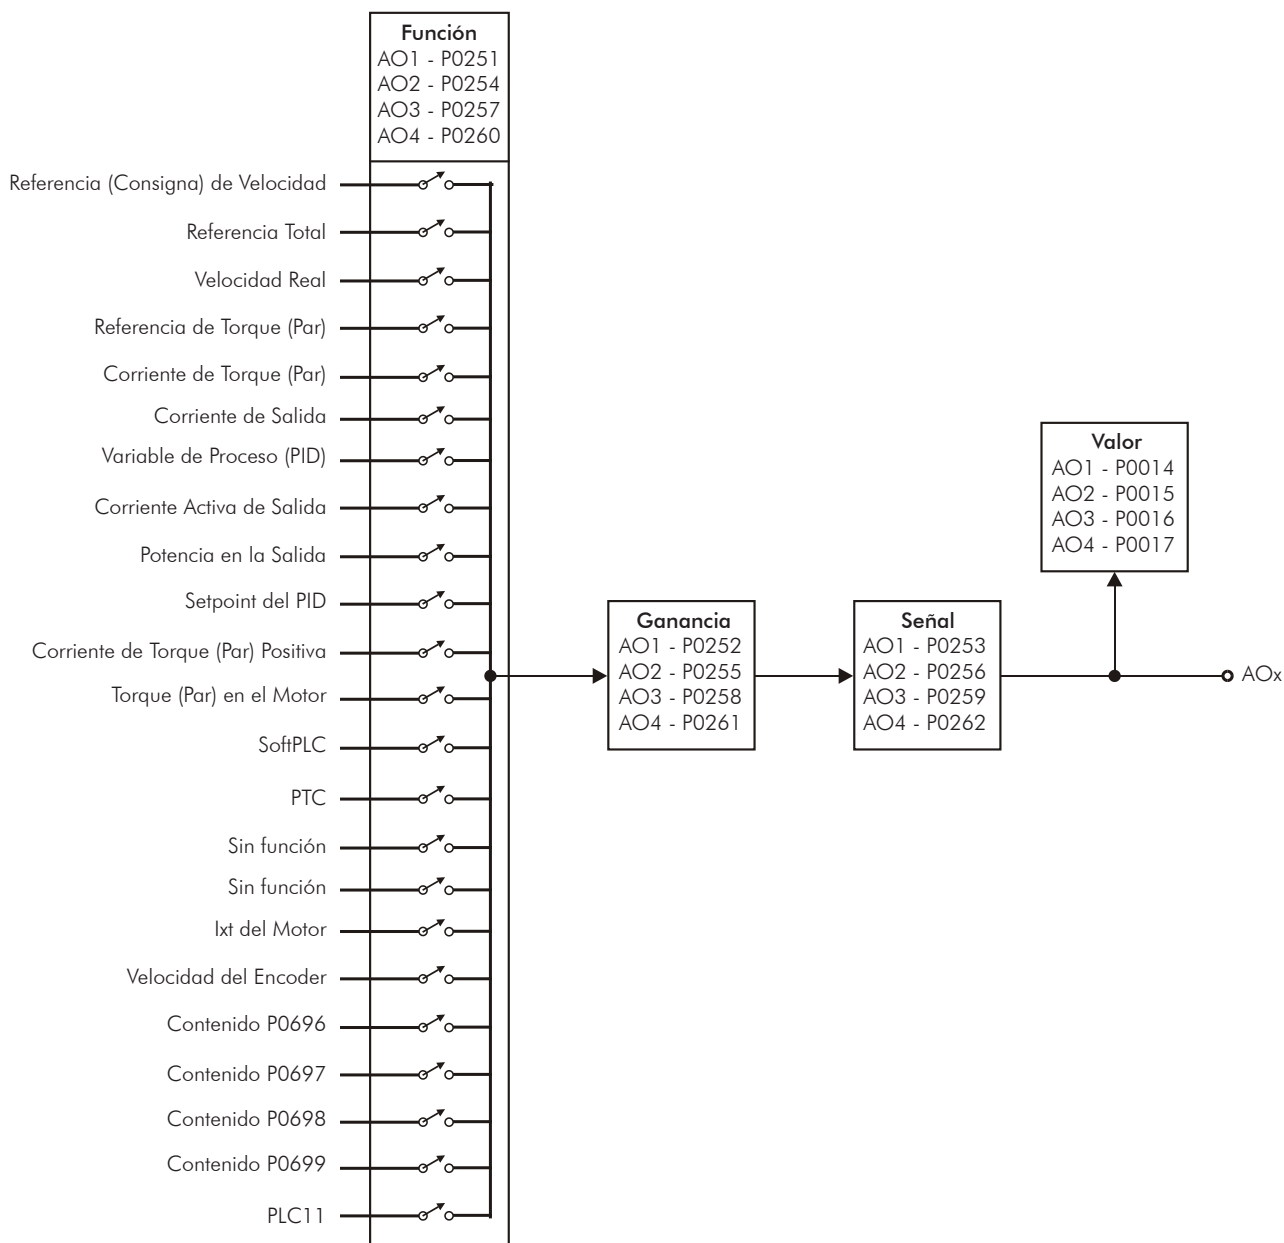 Función
AO1 - P0251
AO2 - P0254
AO3 - P0257
AO4 - P0260
Referencia (Consigna) de Velocidad
Referencia Total
Velocidad Real
Referencia de Torque (Par)
Corriente de Torque (Par)
Corriente de Salida
Variable de Proceso (PID)
Corriente Activa de Salida
Potencia en la Salida
Setpoint del PID
Corriente de Torque (Par) Positiva
Torque (Par) en el Motor
SoftPLC
PTC
Sin función
Sin función
Ixt del Motor
Velocidad del Encoder
Contenido P0696
Contenido P0697
Contenido P0698
Contenido P0699
PLC11
Ganancia
AO1 - P0252
AO2 - P0255
AO3 - P0258
AO4 - P0261
Señal
AO1 - P0253
AO2 - P0256
AO3 - P0259
AO4 - P0262
Valor
AO1 - P0014
AO2 - P0015
AO3 - P0016
AO4 - P0017
AOx